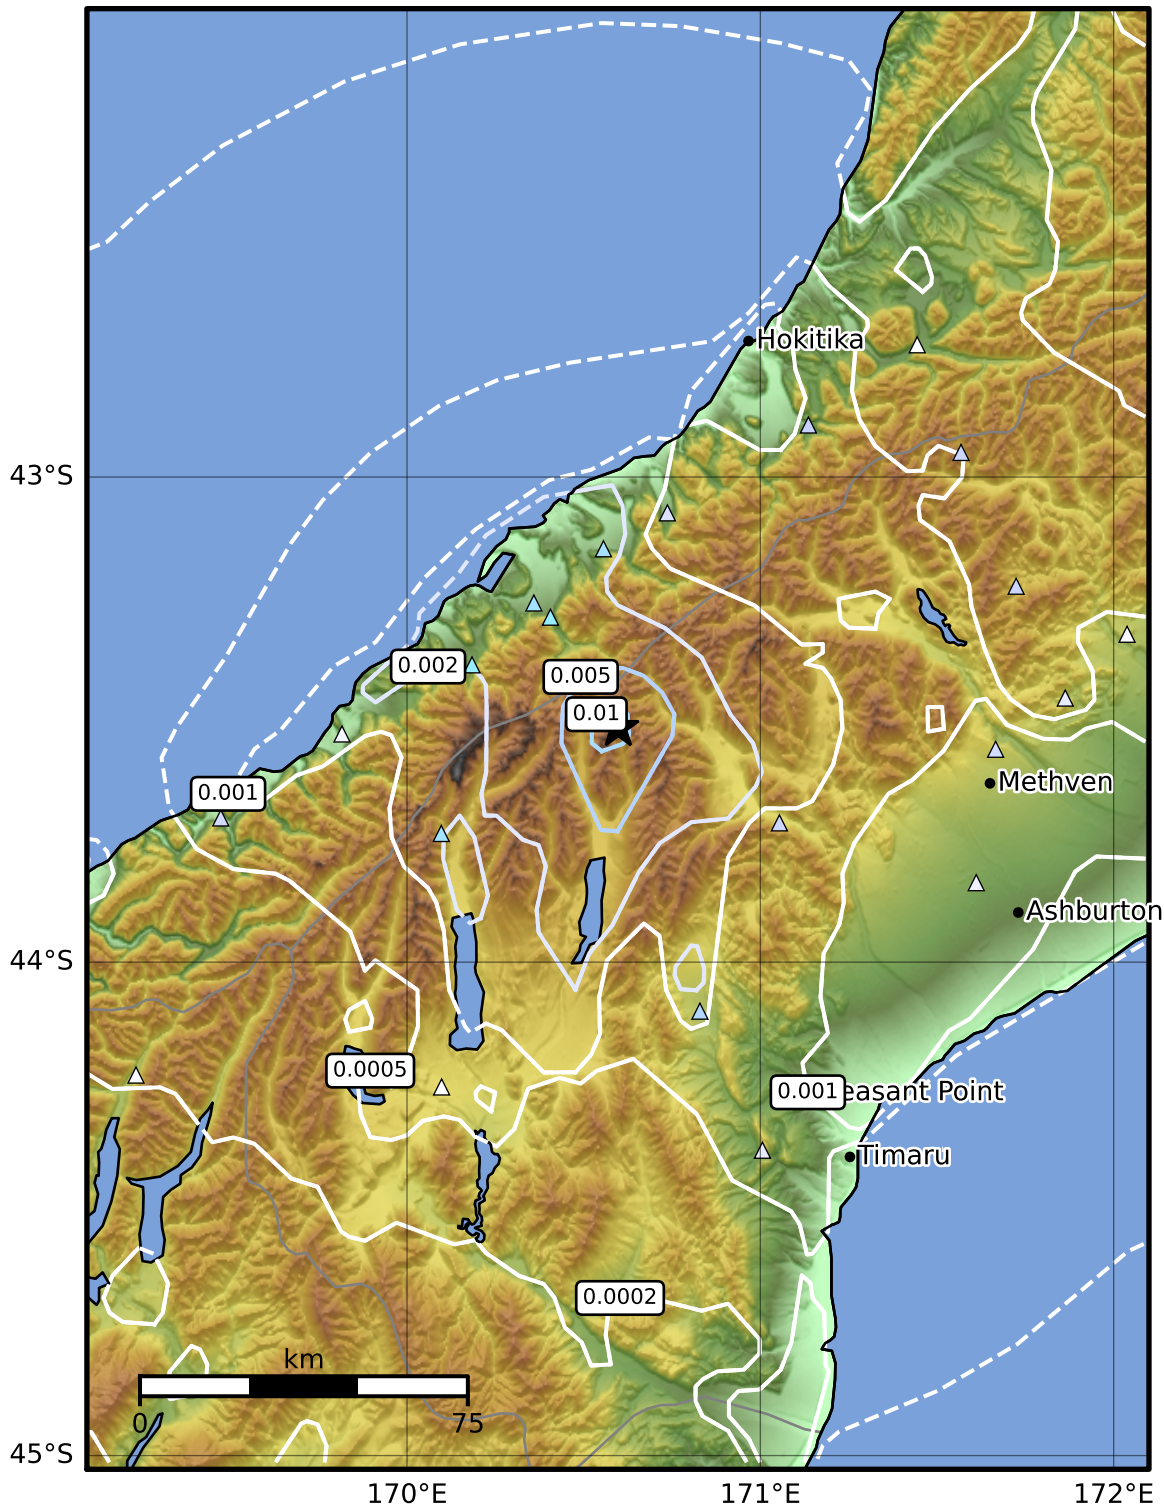 Hokitika
43°S
0.002
0.005
0.01
0.001
Methven
Ashburton
44°S
0.0005
0.001
easant Point
Timaru
0.0002
km
0
75
45°S
170°E
171°E
172°E